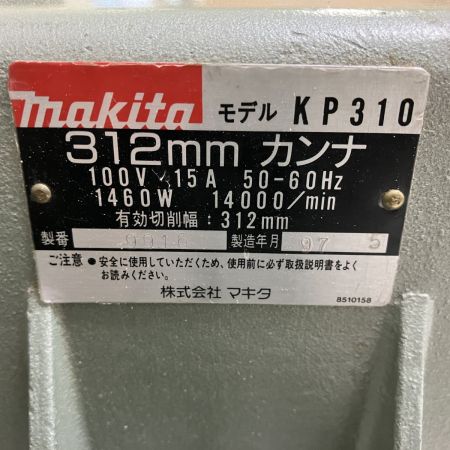 makita モデル KP310
312mm カンナ
100V 15A 50-60Hz
1460W 14000/min
有効切削幅:312mm
製番 製造年月 97 5
ご注意 ●安全に使用していただくため、使用前に必ず取扱説明書をよく
お読みください。
株式会社 マキタ
8510158